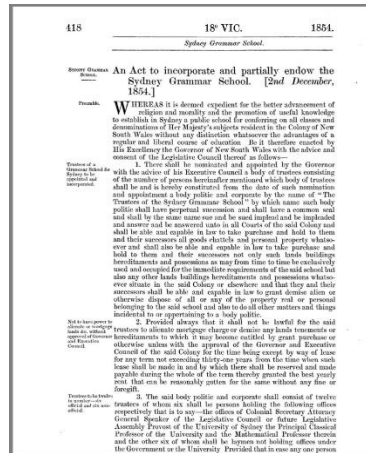 418 18° VIC. 1854.
Sydney Grammar School.
SYDNEY GRAMMAR
SCHOOL.
An Act to incorporate and partially endow the
Sydney Grammar School. [2nd December,
1854.]
Preamble.
WHEREAS it is deemed expedient for the better advancement of
religion and morality and the promotion of useful knowledge
to establish in Sydney a public school for conferring on all classes and
denominations of Her Majesty's subjects resident in the Colony of New
South Wales without any distinction whatsoever the advantages of a
regular and liberal course of education Be it therefore enacted by
His Excellency the Governor of New South Wales with the advice and
consent of the Legislative Council thereof as follows—
Trustees of a
Grammar School for
Sydney to be
appointed and
incorporated.
1. There shall be nominated and appointed by the Governor
with the advice of his Executive Council a body of trustees consisting
of the number of persons hereinafter mentioned which body of trustees
shall be and is hereby constituted from the date of such nomination
and appointment a body politic and corporate by the name of "The
Trustees of the Sydney Grammar School" by which name such body
politic shall have perpetual succession and shall have a common seal
and shall by the same name sue and be sued implead and be impleaded
and answer and be answered unto in all Courts of the said Colony and
shall be able and capable in law to take purchase and hold to them
and their successors all goods chattels and personal property whatso-
ever and shall also be able and capable in law to take purchase and
hold to them and their successors not only such lands buildings
hereditaments and possessions as may from time to time be exclusively
used and occupied for the immediate requirements of the said school but
also any other lands buildings hereditaments and possessions whatso-
ever situate in the said Colony or elsewhere and that they and their
successors shall be able and capable in law to grant demise alien or
otherwise dispose of all or any of the property real or personal
belonging to the said school and also to do all other matters and things
incidental to or appertaining to a body politic.
Not to have power to
alienate or mortgage
lands &c. without
approval of Governor
and Executive
Council.
2. Provided always that it shall not be lawful for the said
trustees to alienate mortgage charge or demise any lands tenements or
hereditaments to which it may become entitled by grant purchase or
otherwise unless with the approval of the Governor and Executive
Council of the said Colony for the time being except by way of lease
for any term not exceeding thirty-one years from the time when such
lease shall be made in and by which there shall be reserved and made
payable during the whole of the term thereby granted the best yearly
rent that can be reasonably gotten for the same without any fine or
foregift.
Trustees to be twelve
in number—six
official and six non-
official.
3. The said body politic and corporate shall consist of twelve
trustees of whom six shall be persons holding the following offices
respectively that is to say—the offices of Colonial Secretary Attorney
General Speaker of the Legislative Council or future Legislative
Assembly Provost of the University of Sydney the Principal Classical
Professor of the University and the Mathematical Professor therein
and the other six of whom shall be laymen not holding offices under
the Government or the University Provided that in case any one person